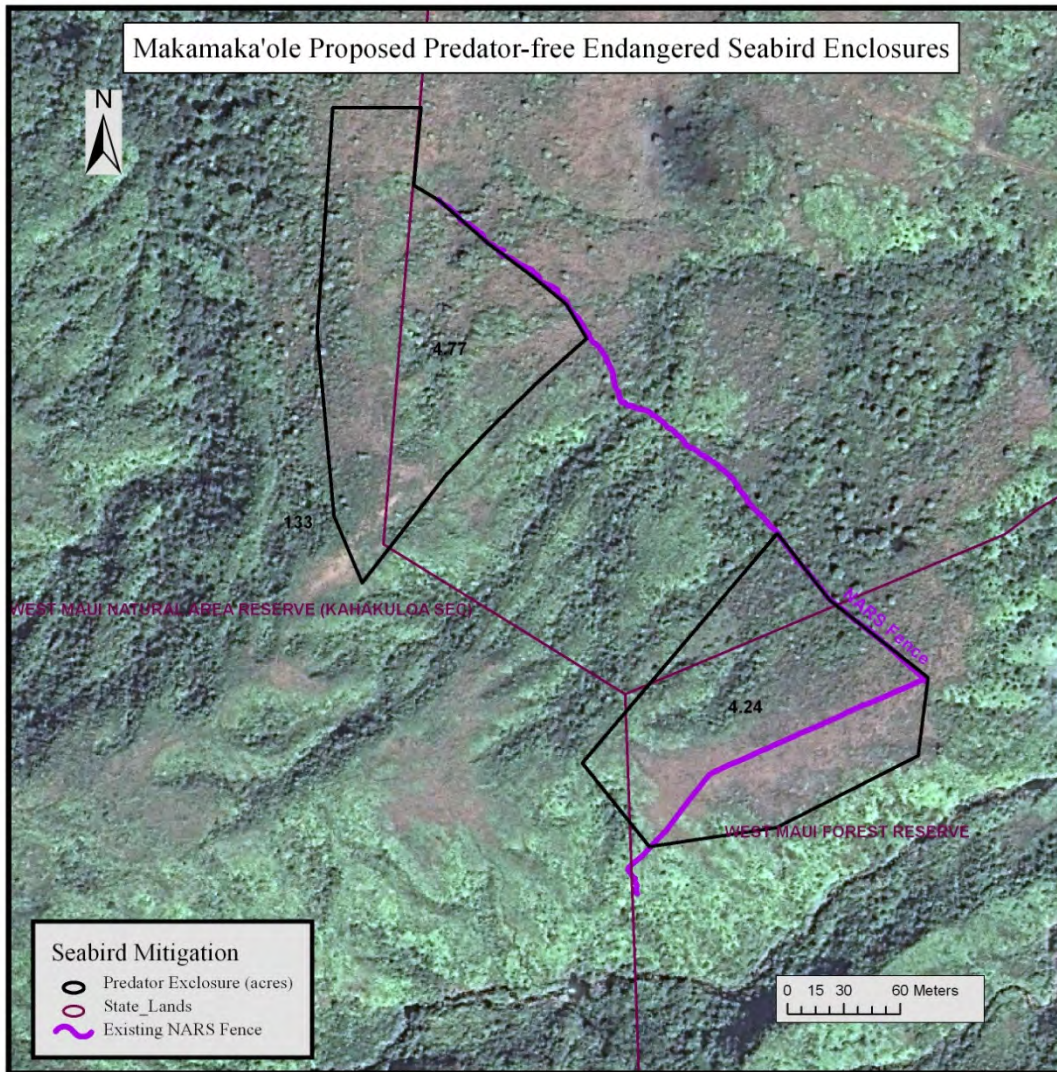 Makamaka'ole Proposed Predator-free Endangered Seabird Enclosures
N
4.77
133
WEST MAUI NATURAL AREA RESERVE (KAHAKULOA SEC)
NARS Fence
4.24
WEST MAUI FOREST RESERVE
Seabird Mitigation
Predator Exclosure (acres)
State_Lands
Existing NARS Fence
0 15 30 60 Meters